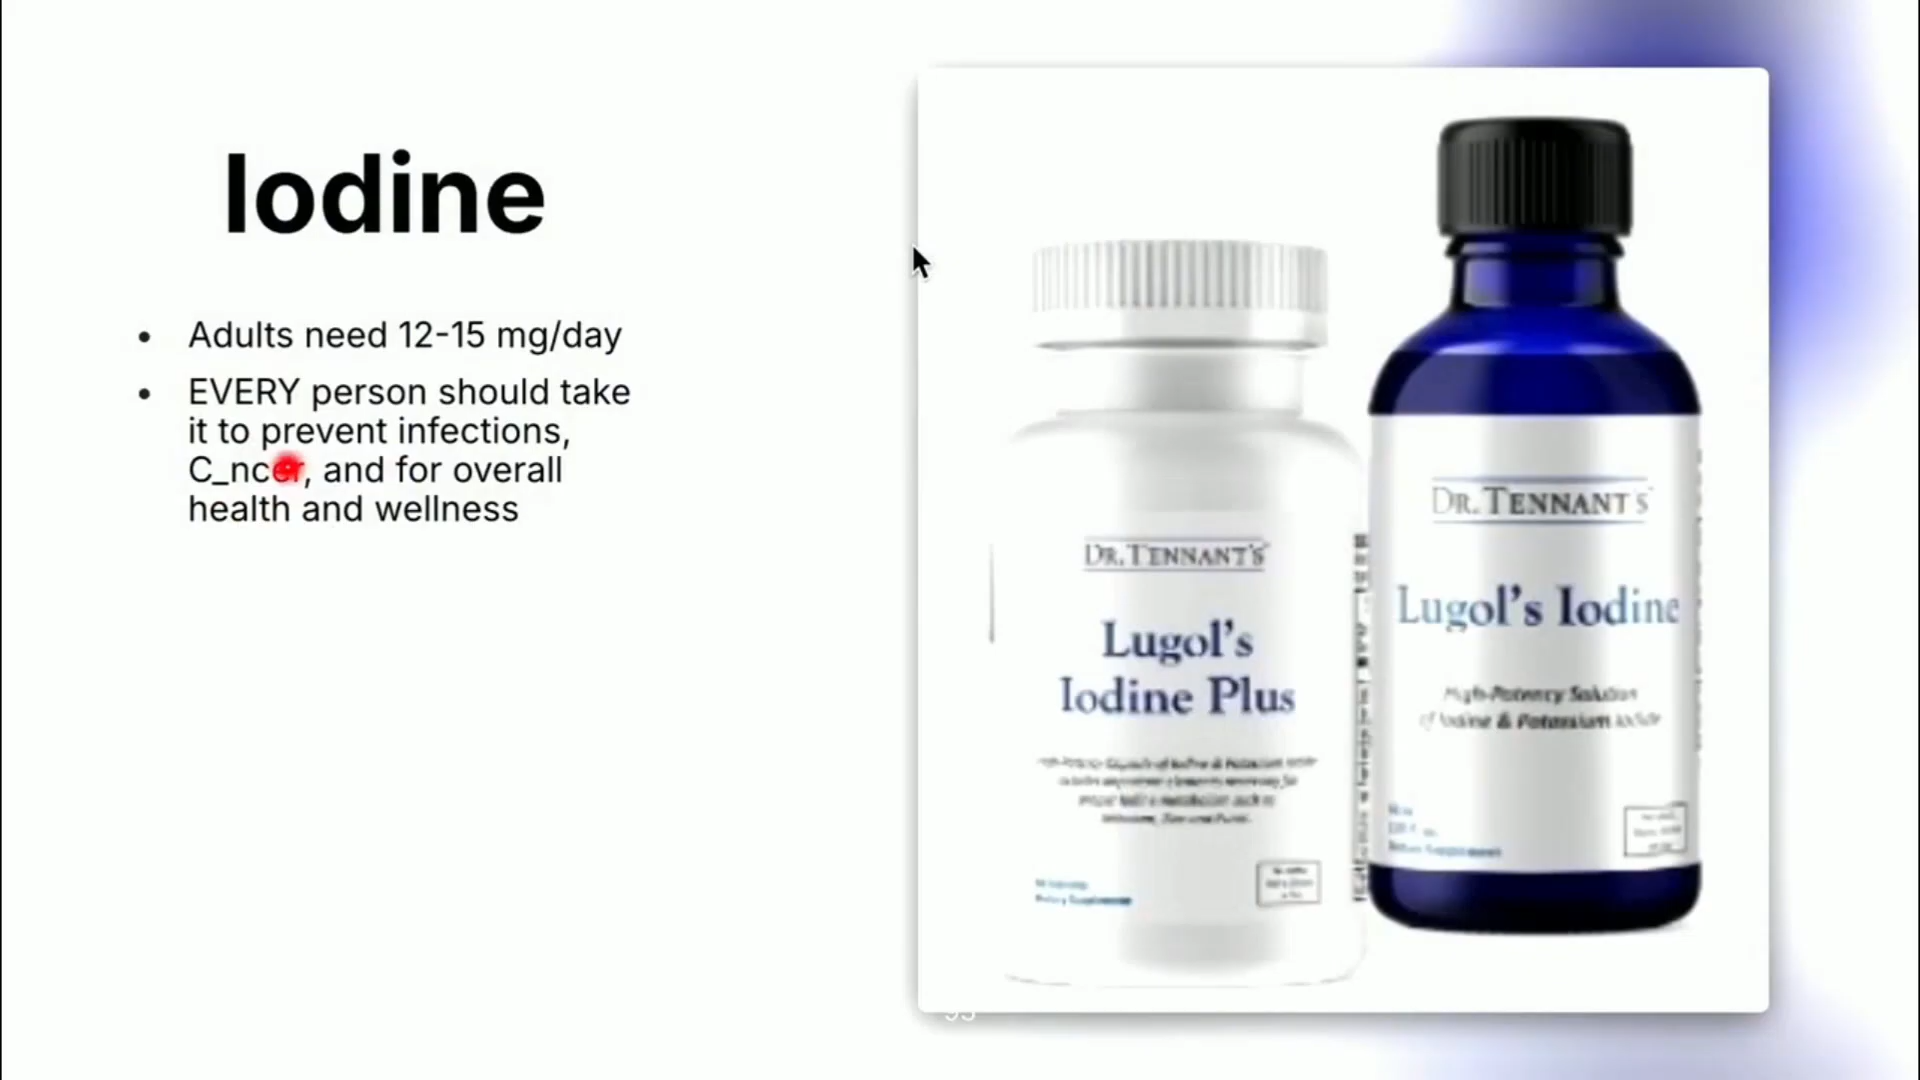 Iodine
• Adults need 12-15 mg/day
• EVERY person should take
it to prevent infections,
C_ncer, and for overall
health and wellness
DR. TENNANT'S
Lugol's
Iodine Plus
DR. TENNANT'S
Lugol's Iodine
High-Potency Solution
of Iodine & Potassium Iodide
Dietary Supplement